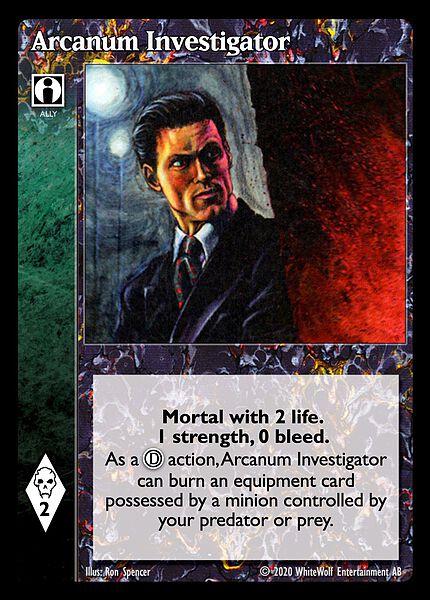 Arcanum Investigator
ALLY
Mortal with 2 life.
1 strength, 0 bleed.
As a Ⓓ action, Arcanum Investigator
can burn an equipment card
possessed by a minion controlled by
your predator or prey.
2
Illus: Ron Spencer
© 2020 WhiteWolf Entertainment AB